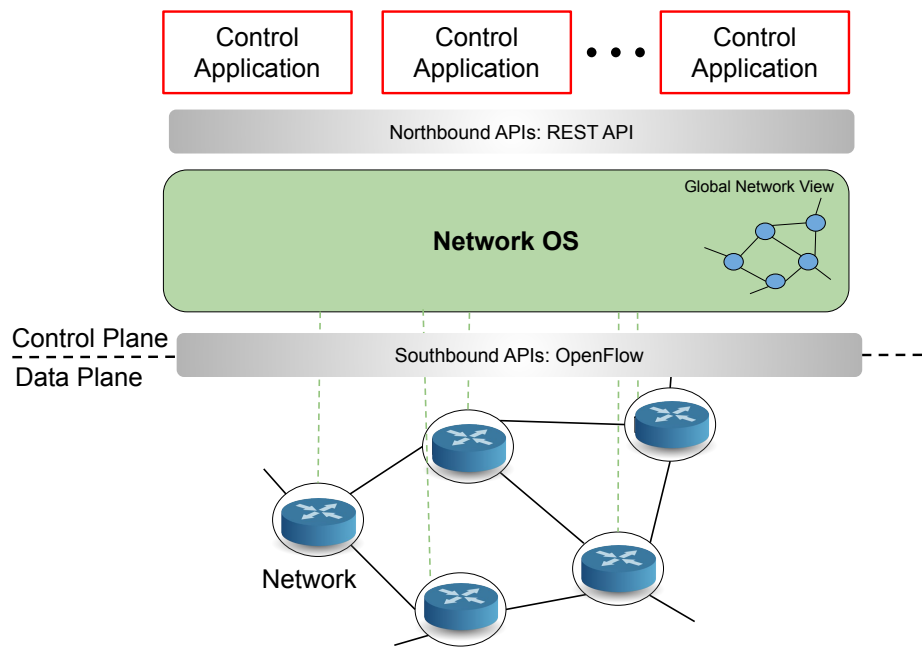 Control
Application
Control
Application
Control
Application
Northbound APIs: REST API
Global Network View
Network OS
Control Plane
Southbound APIs: OpenFlow
Data Plane
Network